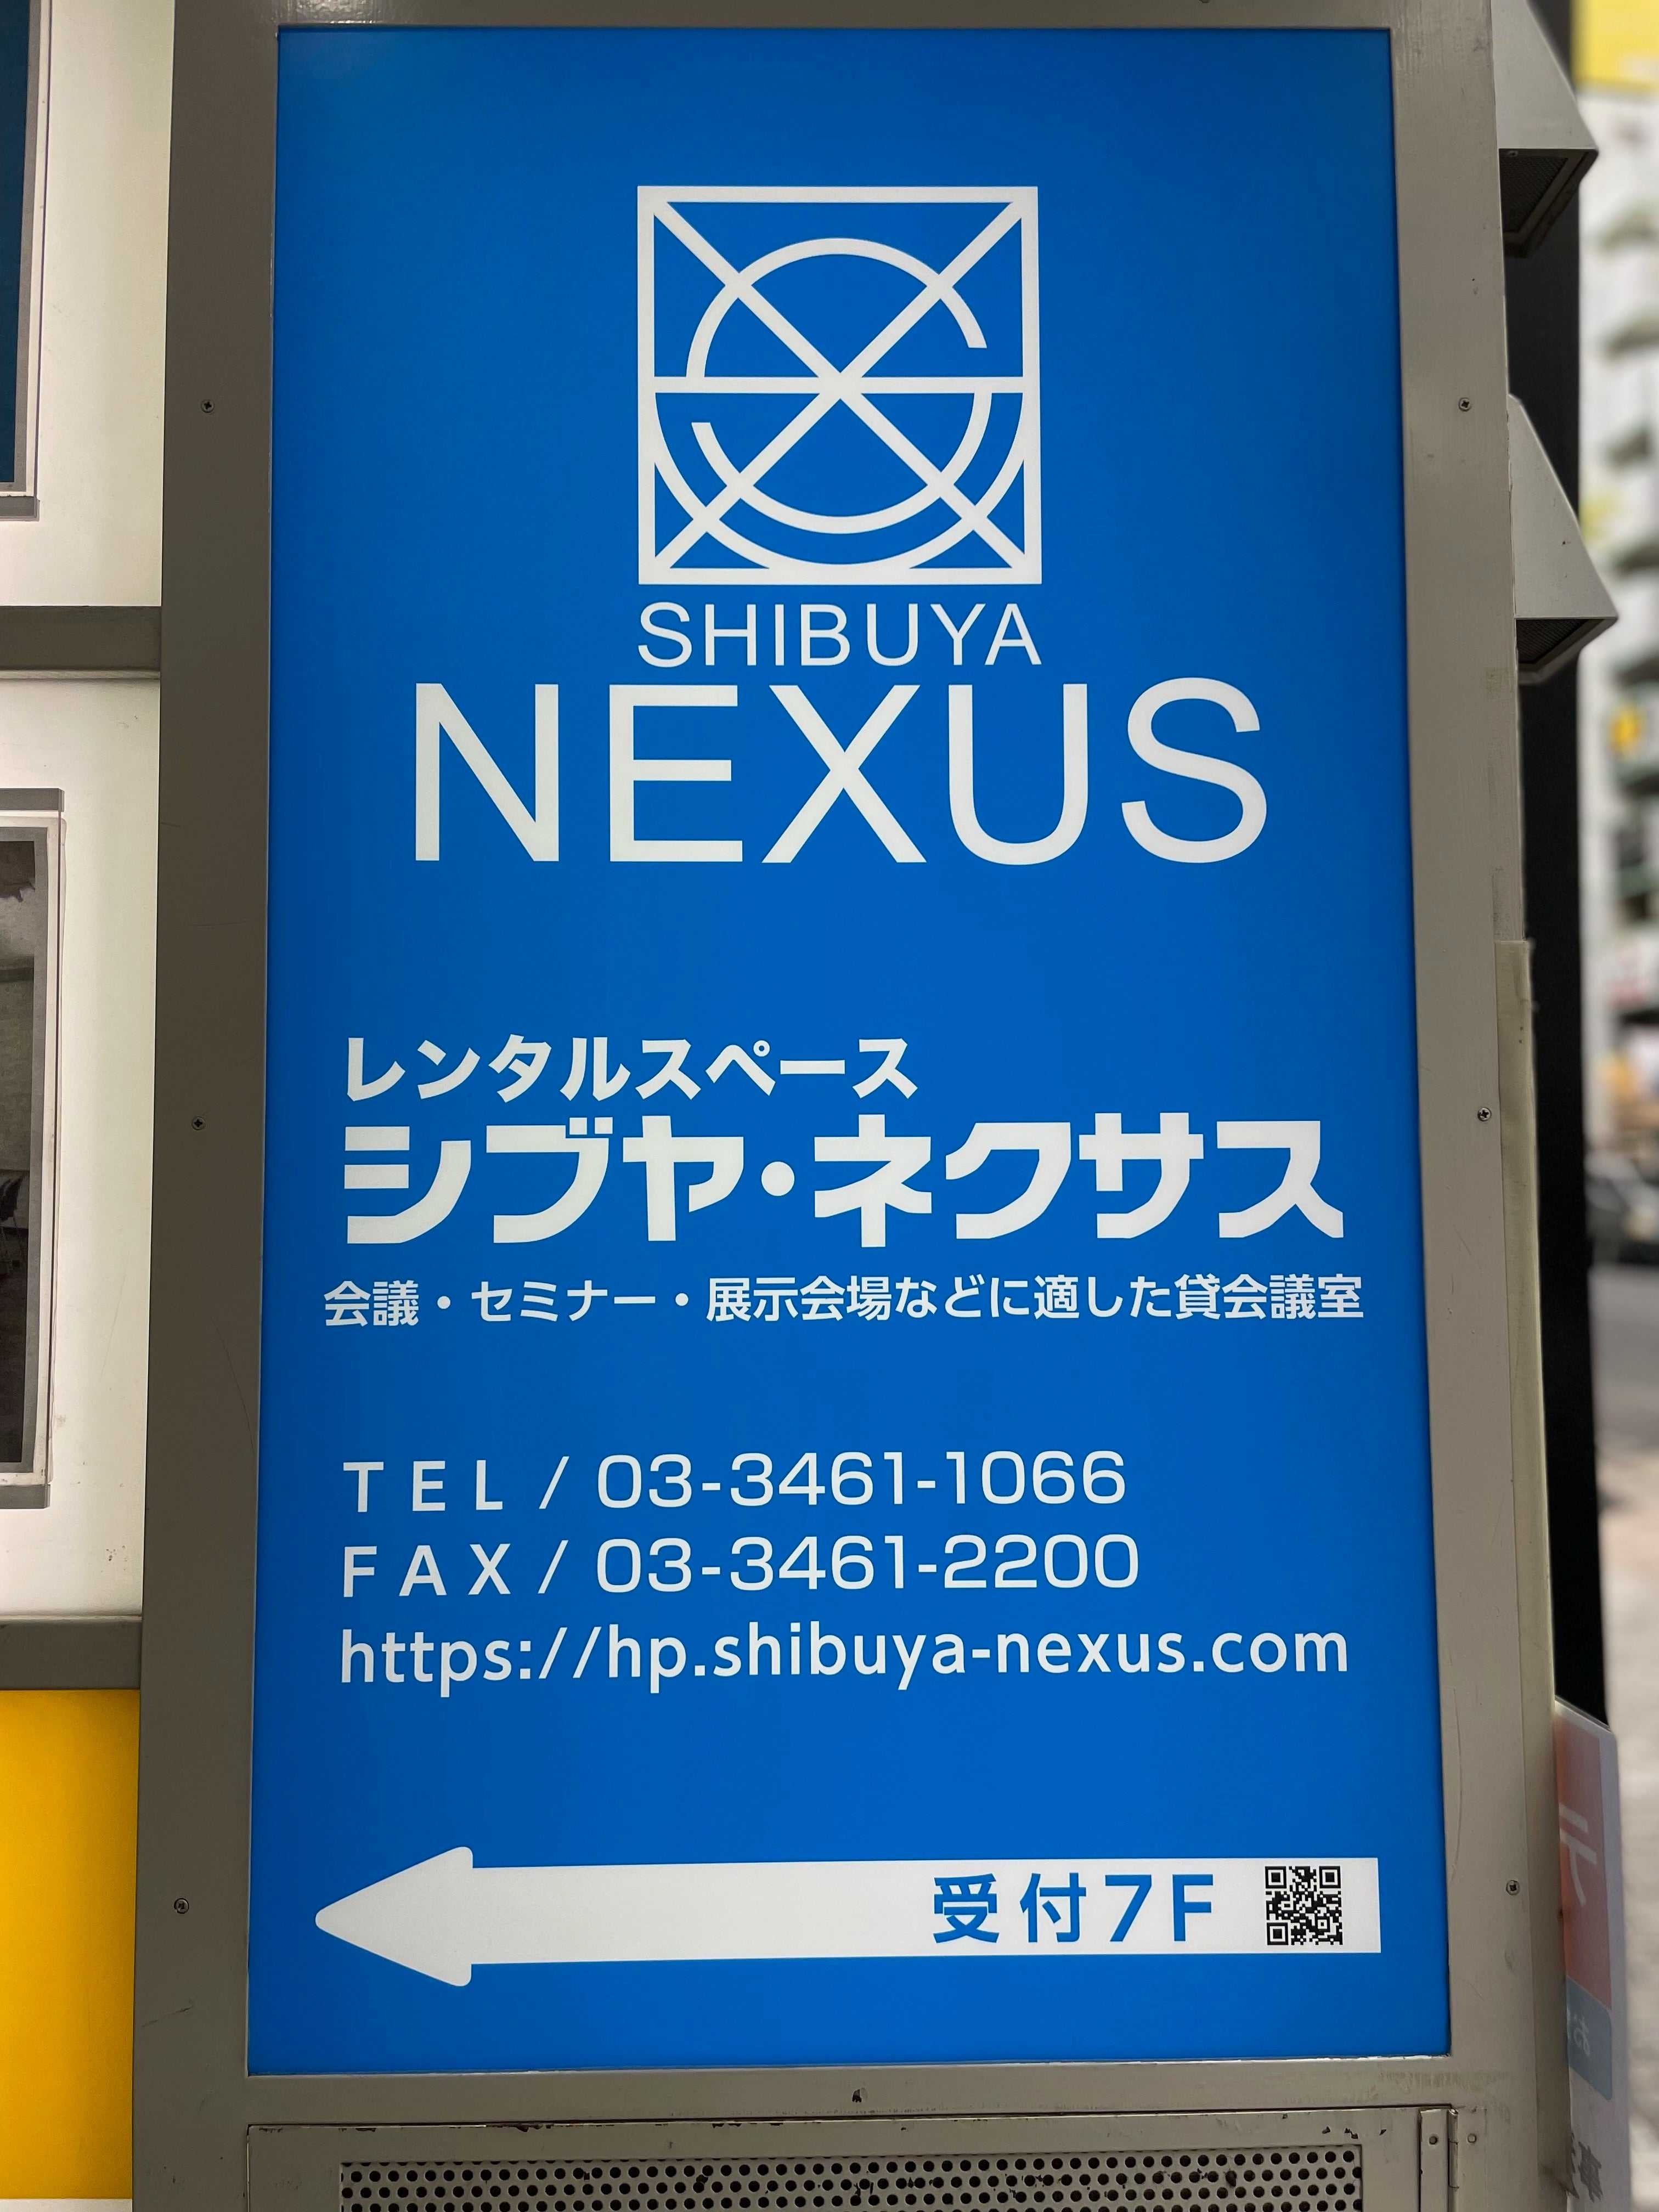 SHIBUYA
NEXUS
レンタルスペース
シブヤ・ネクサス
会議・セミナー・展示会場などに適した貸会議室
TEL / 03-3461-1066
FAX / 03-3461-2200
https://hp.shibuya-nexus.com
受付7F